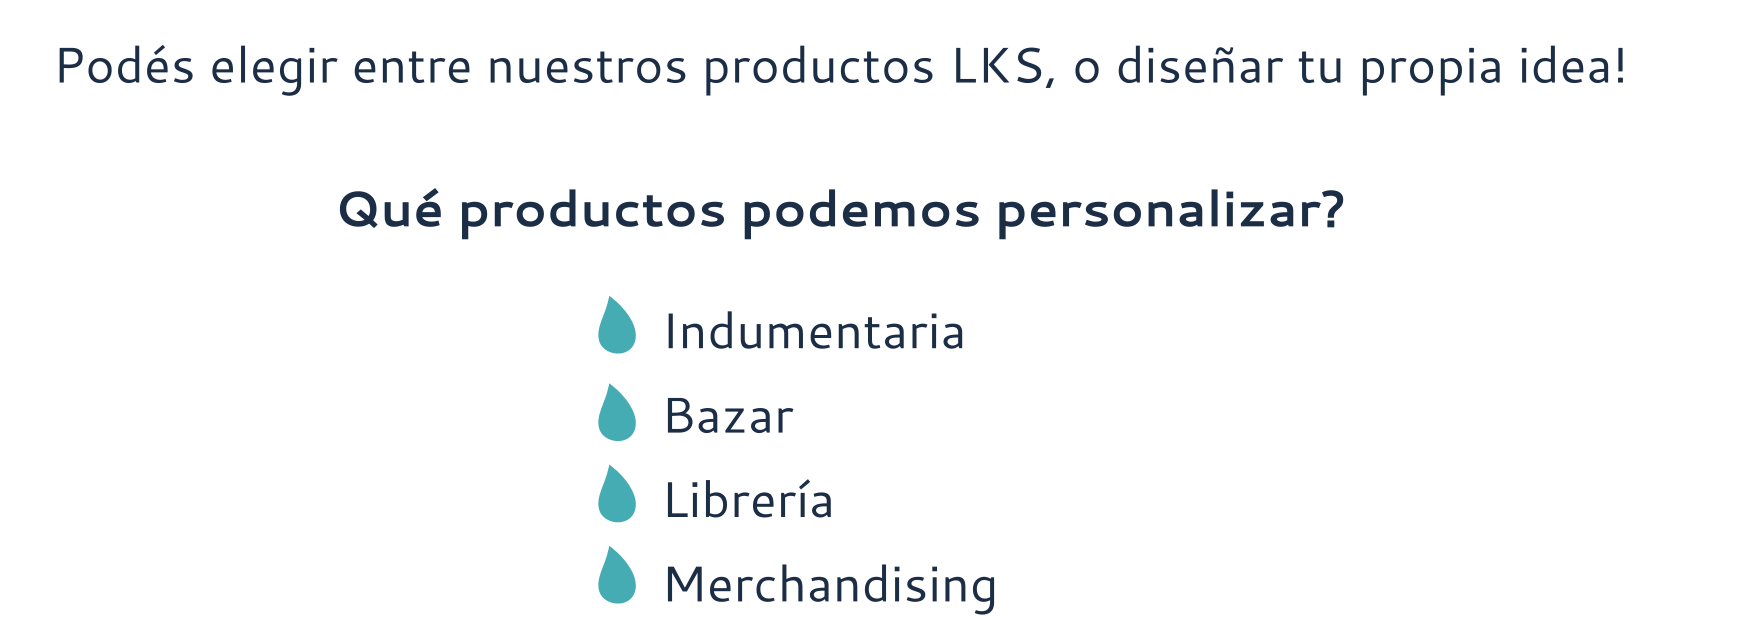 Podés elegir entre nuestros productos LKS, o diseñar tu propia idea!
Qué productos podemos personalizar?
Indumentaria
Bazar
Librería
Merchandising